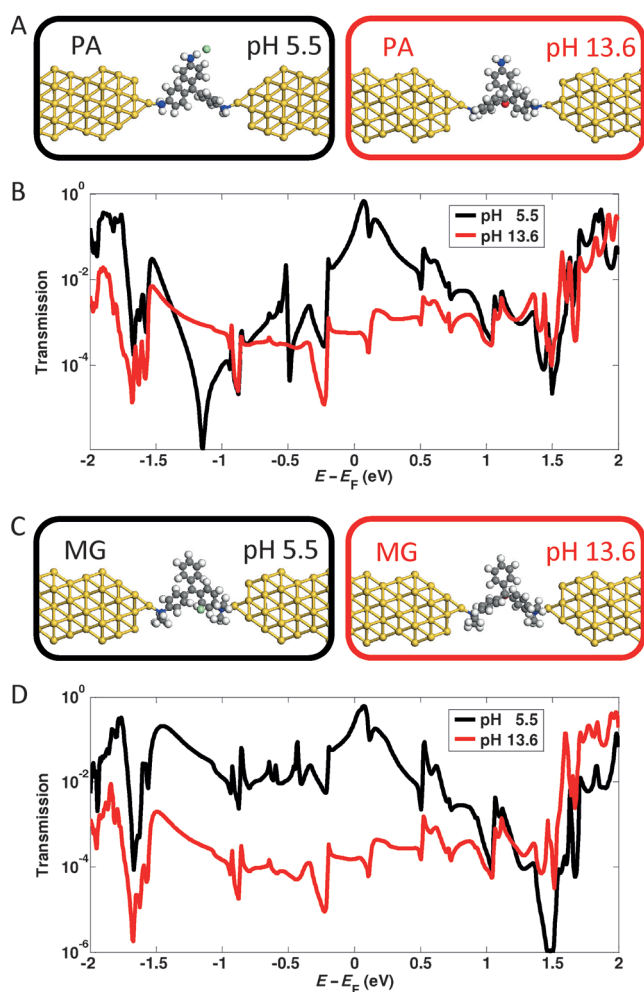 A
PA pH 5.5
PA pH 13.6
B
10^0
10^-2
10^-4
Transmission
pH 5.5
pH 13.6
-2 -1.5 -1 -0.5 0 0.5 1 1.5 2
E – E_F (eV)
C
MG pH 5.5
MG pH 13.6
D
10^0
10^-2
10^-4
10^-6
Transmission
pH 5.5
pH 13.6
-2 -1.5 -1 -0.5 0 0.5 1 1.5 2
E – E_F (eV)